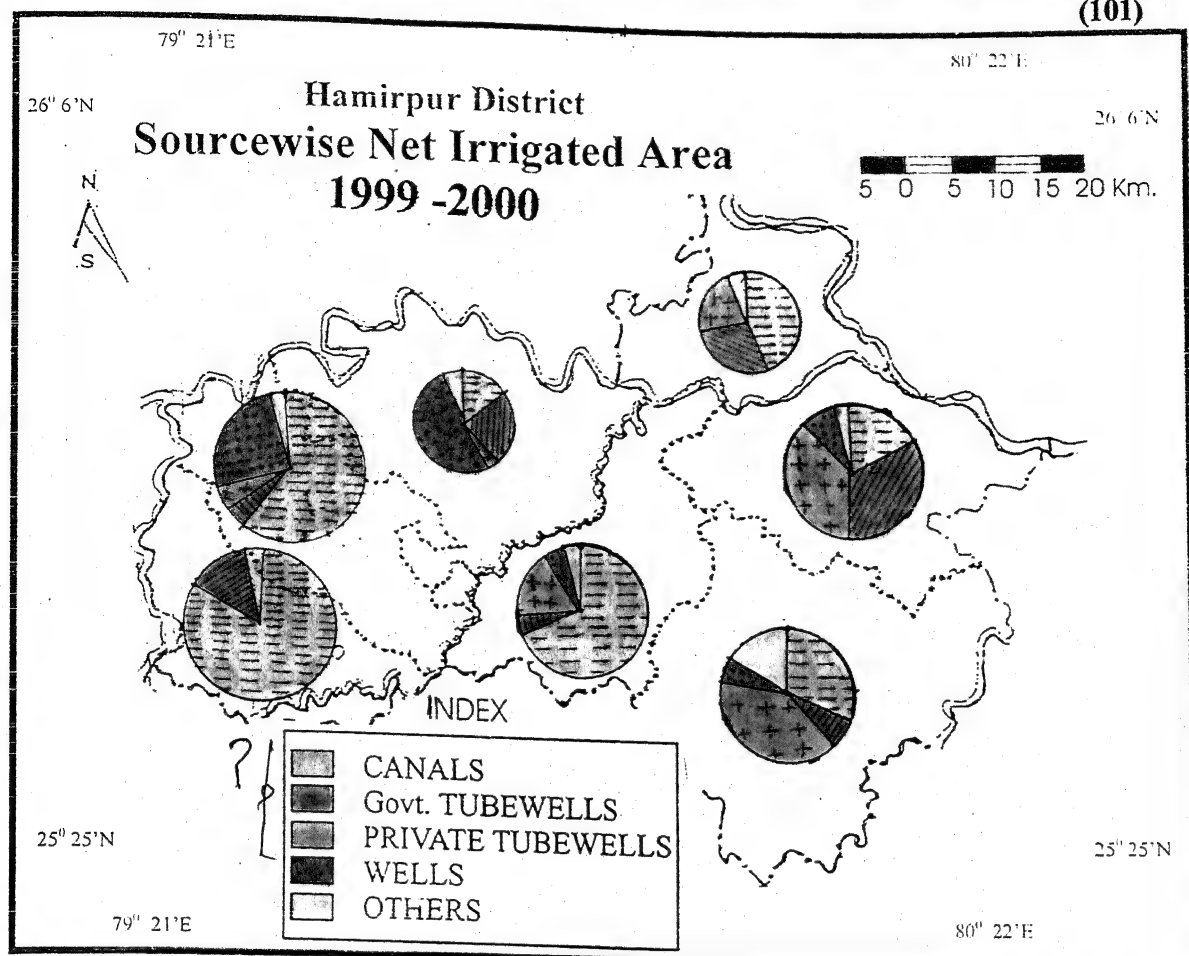 (101)
79° 21'E
80° 22'E
26° 6'N
26° 6'N
Hamirpur District
Sourcewise Net Irrigated Area
1999 -2000
N
S
5 0 5 10 15 20 Km.
INDEX
?
CANALS
Govt. TUBEWELLS
PRIVATE TUBEWELLS
WELLS
OTHERS
25° 25'N
25° 25'N
79° 21'E
80° 22'E